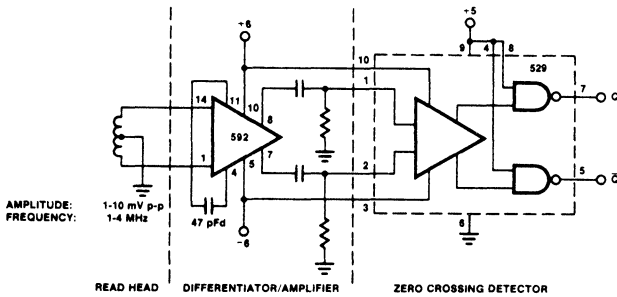 +6
+5
9 4 8
10
529
1
14
11
10
8
592
7
1
4
5
2
3
7 Q
5 Q̅
6
47 pFd
-6
AMPLITUDE: 1-10 mV p-p
FREQUENCY: 1-4 MHz
READ HEAD DIFFERENTIATOR/AMPLIFIER ZERO CROSSING DETECTOR